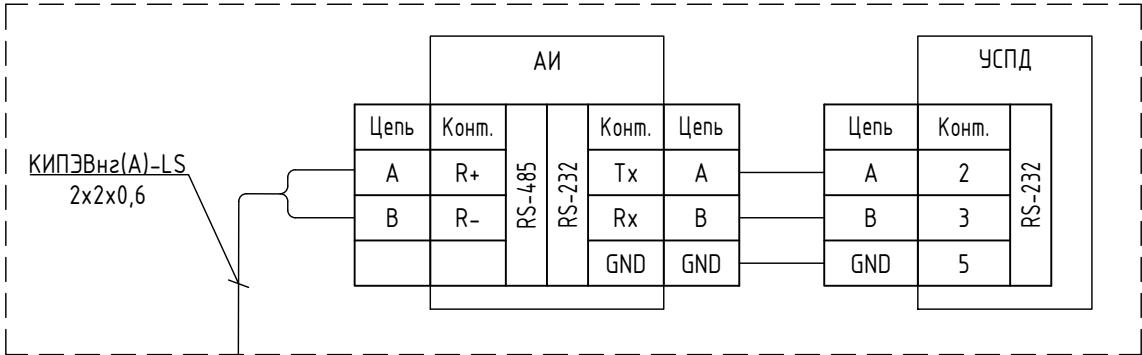 АИ
УСПД
Цепь Конт. Конт. Цепь Цепь Конт.
КИПЭВнг(А)-LS
2х2х0,6
A R+ RS-485 RS-232 Tx A A 2 RS-232
B R- Rx B B 3
GND GND GND 5